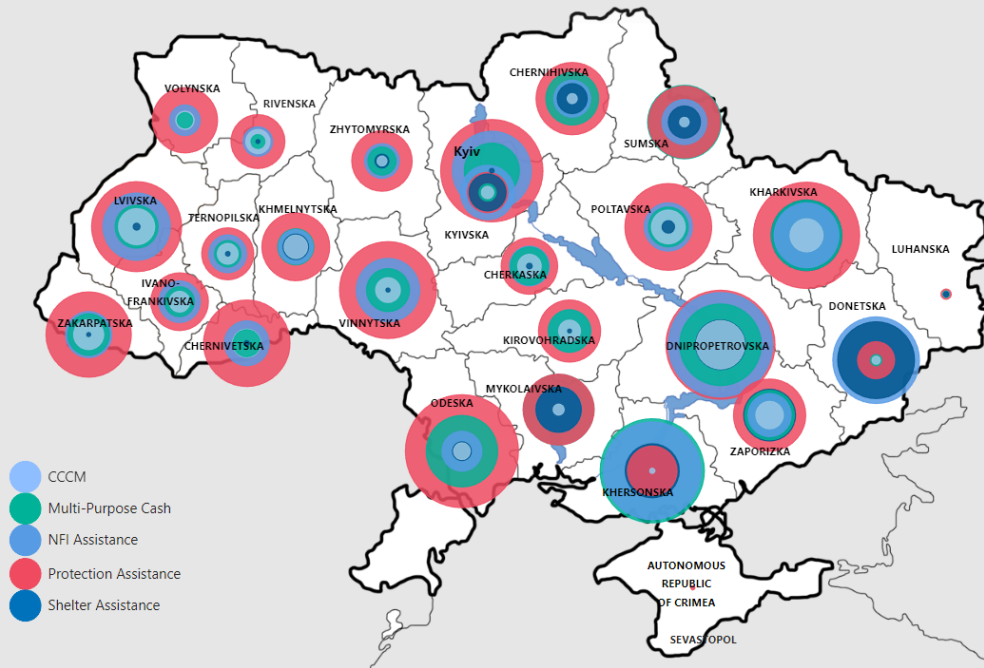 CHERNIHIVSKA
VOLYNSKA
RIVENSKA
ZHYTOMYRSKA
SUMSKA
Kyiv
KHARKIVSKA
LVIVSKA
TERNOPILSKA
KHMELNYTSKA
POLTAVSKA
KYIVSKA
LUHANSKA
CHERKASKA
IVANO-
FRANKIVSKA
DONETSKA
ZAKARPATSKA
VINNYTSKA
CHERNIVETSKA
KIROVOHRADSKA
DNIPROPETROVSKA
MYKOLAIVSKA
ODESKA
ZAPORIZKA
KHERSONSKA
CCCM
Multi-Purpose Cash
NFI Assistance
Protection Assistance
Shelter Assistance
AUTONOMOUS
REPUBLIC
OF CRIMEA
SEVASTOPOL